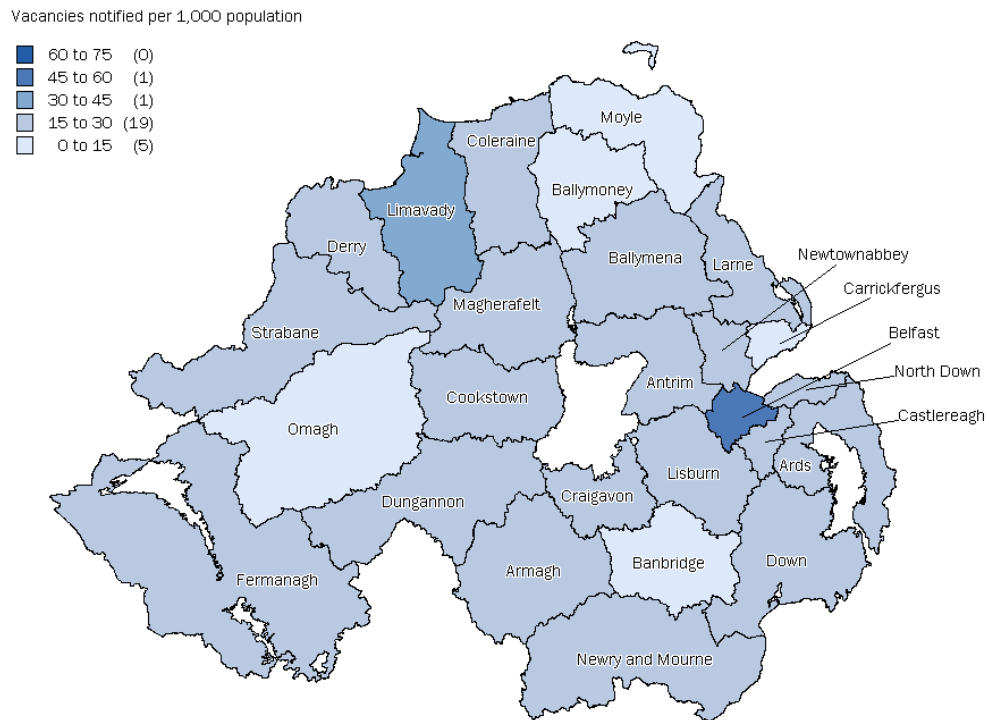 Vacancies notified per 1,000 population
60 to 75 (0)
45 to 60 (1)
30 to 45 (1)
15 to 30 (19)
0 to 15 (5)
Moyle
Coleraine
Ballymoney
Limavady
Derry
Ballymena
Larne
Newtownabbey
Carrickfergus
Magherafelt
Strabane
Belfast
North Down
Antrim
Cookstown
Castlereagh
Omagh
Ards
Lisburn
Dungannon
Craigavon
Down
Banbridge
Armagh
Fermanagh
Newry and Mourne